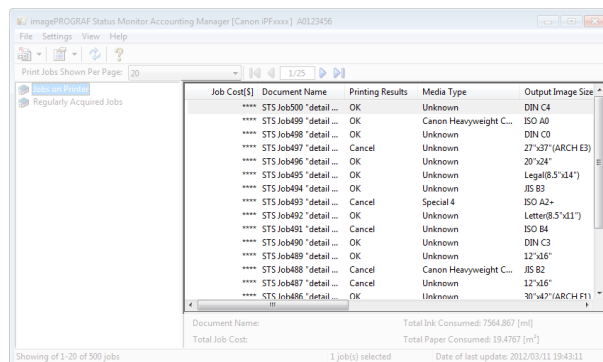 imagePROGRAF Status Monitor Accounting Manager [Canon iPFxxxx]  A0123456
File Settings View Help
Print Jobs Shown Per Page: 20 1/25
Jobs on Printer
Regularly Acquired Jobs
Job Cost[$] Document Name Printing Results Media Type Output Image Size
**** STS Job500 "detail ... OK Unknown DIN C4
**** STS Job499 "detail ... OK Canon Heavyweight C... ISO A0
**** STS Job498 "detail ... OK Unknown DIN C0
**** STS Job497 "detail ... Cancel Unknown 27"x37"(ARCH E3)
**** STS Job496 "detail ... OK Unknown 20"x24"
**** STS Job495 "detail ... OK Unknown Legal(8.5"x14")
**** STS Job494 "detail ... OK Unknown JIS B3
**** STS Job493 "detail ... Cancel Special 4 ISO A2+
**** STS Job492 "detail ... OK Unknown Letter(8.5"x11")
**** STS Job491 "detail ... Cancel Unknown ISO B4
**** STS Job490 "detail ... OK Unknown DIN C3
**** STS Job489 "detail ... OK Unknown 12"x16"
**** STS Job488 "detail ... Cancel Canon Heavyweight C... JIS B2
**** STS Job487 "detail ... Cancel Unknown 12"x16"
**** STS Job486 "detail ... OK Unknown 30"x42"(ARCH E1)
Document Name: Total Ink Consumed: 7564.867 [ml]
Total Job Cost: Total Paper Consumed: 19.4767 [m²]
Showing of 1-20 of 500 jobs 1 job(s) selected Date of last update: 2012/03/11 19:43:11